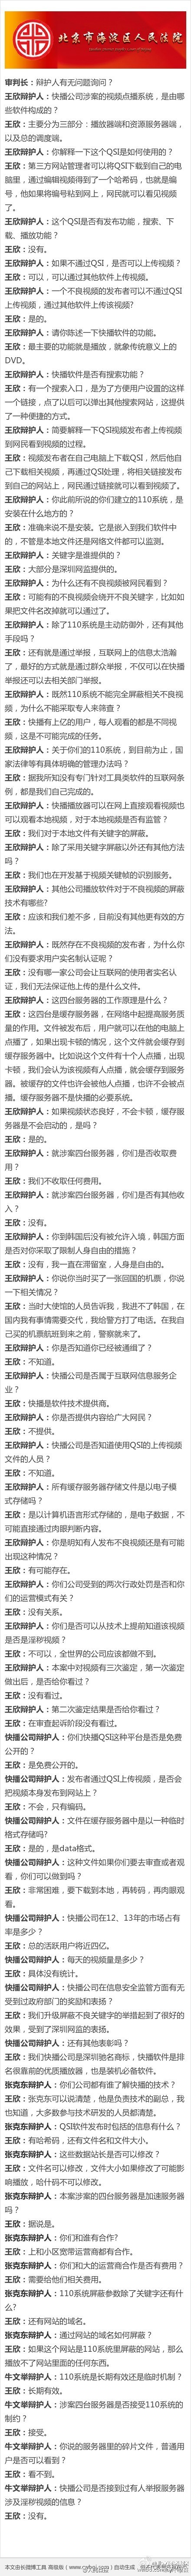 北京市海淀区人民法院
审判长：辩护人有无问题询问？
王欣辩护人：快播公司涉案的视频点播系统，是由哪
些软件构成的？
王欣：主要分为三部分：播放器端和资源服务器端，
以及总的调度端。
王欣辩护人：你解释一下这个QSI是如何使用的？
王欣：第三方网站管理者可以将QSI下载到自己的电
脑里，通过编辑视频得到了一个哈希码，也就是编
号，他如果将编号粘到网上，网民就可以看见视频
了。
王欣辩护人：这个QSI是否有发布功能，搜索、下
载、播放功能？
王欣：没有。
王欣辩护人：如果不通过QSI，是否可以上传视频？
王欣：可以，可以通过其他软件上传视频。
王欣辩护人：一个不良视频的发布者可以不通过QSI
上传视频，通过其他软件上传该视频?
王欣：是的。
王欣辩护人：请你陈述一下快播软件的功能。
王欣：最主要的功能就是播放，就象传统意义上的
DVD。
王欣辩护人：快播软件是否有搜索功能？
王欣：有一个搜索入口，是为了方便用户设置的这样
一个链接，点了以后可以弹出其他搜索网站，这提供
了一种便捷的方式。
王欣辩护人：简要解释一下QSI视频发布者上传视频
到网民看到视频的过程。
王欣：视频发布者在自己电脑上下载QSI，然后他自
己下载相关视频，再通过QSI处理，将相关链接发布
到自己的网站上，网民通过链接就可以看到视频了。
王欣辩护人：你此前所说的你们建立的110系统，是
安装在什么地方的？
王欣：准确来说不是安装。它是嵌入到我们软件中
的，不管是本地文件还是网络文件都可以监测。
王欣辩护人：关键字是谁提供的？
王欣：大部分是深圳网监提供的。
王欣辩护人：为什么还有不良视频被网民看到？
王欣：可能有的不良视频会绕开不良关键字，比如如
果把文件名改掉就可以通过了。
王欣辩护人：除了110系统是主动防御外，还有其他
手段吗？
王欣：还有就是通过举报，互联网上的信息太浩瀚
了，最好的方式就是通过群众举报，不仅可以在快播
举报还可以去相关部门举报。
王欣辩护人：既然110系统不能完全屏蔽相关不良视
频，为什么不能采取专人来筛查？
王欣：快播有上亿的用户，每人观看的都是不同视
频，这是不可能完成的任务。
王欣辩护人：关于你们的110系统，到目前为止，国
家法律等有具体明确的管理办法吗？
王欣：据我所知没有专门针对工具类软件的互联网条
例，都是我们自己完成的。
王欣辩护人：快播播放器可以在网上直接观看视频也
可以观看本地视频，对于本地视频是否有监管？
王欣：我们对于本地文件有关键字的屏蔽。
王欣辩护人：除了采用关键字屏蔽以外还有其他方法
吗？
王欣：我们也在开发基于视频关键帧的识别服务。
王欣辩护人：其他公司播放软件对于不良视频的屏蔽
技术有哪些?
王欣：应该和我们差不多，目前没有其他更有效的方
法。
王欣辩护人：既然存在不良视频的发布者，为什么你
们没有要求用户实名制认证呢？
王欣：没有哪一家公司会让互联网的使用者实名认
证，我们无法保证他上传的是什么文件。
王欣辩护人：这四台服务器的工作原理是什么？
王欣：这四台是缓存服务器，在网络中起提高服务质
量的作用。文件被发布后，用户就可以在他的电脑上
点播了，如果出现卡顿的情况，这个文件就会缓存到
缓存服务器中。比如说这个文件有十个人点播，出现
卡顿，我们会认为该视频有人点播，就会缓存到服务
器。被缓存的文件也许会被他人点播，也许不会被点
播。缓存服务器不是快播的必要系统。
王欣辩护人：如果视频状态良好，不会卡顿，缓存服
务器是不会启动的，是吗？
王欣：是的。
王欣辩护人：就涉案四台服务器，你们是否收取费
用？
王欣：我们不收取任何费用。
王欣辩护人：就涉案四台服务器，你们是否有其他收
入？
王欣：没有。
王欣辩护人：你到韩国后没有被允许入境，韩国方面
是否对你采取了限制人身自由的措施？
王欣：没有，我一直在滞留室，人身是自由的。
王欣辩护人：你说你当时买了一张回国的机票，你说
一下相关情况？
王欣：当时大使馆的人员告诉我，我进不了韩国，在
国内我有事情需要交代，我给警方打了电话。在我自
己买的机票航班到来之前，警察就来了。
王欣辩护人：你是否知道你已经被通缉了？
王欣：不知道。
王欣辩护人：快播公司是否属于互联网信息服务企
业？
王欣：快播是软件技术提供商。
王欣辩护人：你是否提供内容给广大网民？
王欣：不提供。
王欣辩护人：快播公司是否知道使用QSI的上传视频
文件的人员？
王欣：不知道。
王欣辩护人：所有缓存服务器存储文件是以电子模
式存储吗？
王欣：是以计算机语言形式存储的，是电子数据，不
可能直接通过肉眼判断内容。
王欣辩护人：你是明知有人发布不良视频还是有可能
出现这种情况？
王欣：有可能存在。
王欣辩护人：你们公司受到的两次行政处罚是否和你
们的运营模式有关？
王欣：没有关系。
王欣辩护人：你们是否可以从技术上提前知道该视频
是否是淫秽视频？
王欣：不可以，全世界的公司应该都做不到。
王欣辩护人：本案中对视频有三次鉴定，第一次鉴定
做出后，是否给你看过？
王欣：没有看过。
王欣辩护人：第二次鉴定结果是否给你看过？
王欣：在审查起诉阶段没有看过。
快播公司辩护人：你们快播QSI这种平台是否是免费
公开的？
王欣：是免费公开的。
快播公司辩护人：发布者通过QSI上传视频，是否会
把视频本身发布到网站上？
王欣：不会，只有编码。
快播公司辩护人：文件在缓存服务器中是以一种临时
格式存储吗?
王欣：是的，是data格式。
快播公司辩护人：这种文件如果你们要去审查或者观
看，你们可以做到吗？
王欣：非常困难，要下载到本地，再转码，再肉眼观
看。
快播公司辩护人：快播公司在12、13年的市场占有
率是多少？
王欣：总的活跃用户将近四亿。
快播公司辩护人：每天的视频量是多少？
王欣：具体没有统计。
快播公司辩护人：快播公司在信息安全监管方面有无
受到过政府部门的奖励和表扬？
王欣：我们升级屏蔽不良关键字的举措起到了很好的
效果，受到了深圳网监的表扬。
快播公司辩护人：还有其他表彰吗？
王欣：我们快播公司是深圳驰名商标，快播软件是排
名很靠前的优质播放器，也是装机必备软件。
张克东辩护人：你们公司都有谁了解快播的技术？
王欣：张克东可以说清楚，他是负责技术的副总，我
也知道，大多数参与技术研发的人员都清楚。
张克东辩护人：QSI软件发布时包括的信息有什么？
王欣：有哈希码，还有文件名和文件大小。
张克东辩护人：这些数据站长是否可以修改？
王欣：文件名可以修改，文件大小如果修改了可能影
响播放，哈什码不可以修改。
张克东辩护人：本案涉案的四台服务器是加速服务器
吗？
王欣：据说是。
张克东辩护人：你们和谁有合作？
王欣：上和小区宽带运营商都有合作。
张克东辩护人：你们和大的运营商合作是否有费用？
王欣：需要给他们相关费用。
张克东辩护人：110系统屏蔽参数除了关键字还有什
么?
王欣：还有网站的域名。
张克东辩护人：通过网站的域名如何屏蔽？
王欣：如果这个网站是110系统里屏蔽的网站，那么
播放不了网站里面的任何东西。
牛文举辩护人：110系统是长期有效还是临时机制？
王欣：长期有效。
牛文举辩护人：涉案四台服务器是否接受110系统的
制约？
王欣：接受。
牛文举辩护人：你说的服务器里的碎片文件，普通用
户是否可以看到？
王欣：看不到。
牛文举辩护人：快播公司是否接到过有人举报服务器
涉及淫秽视频的信息？
王欣：没有。